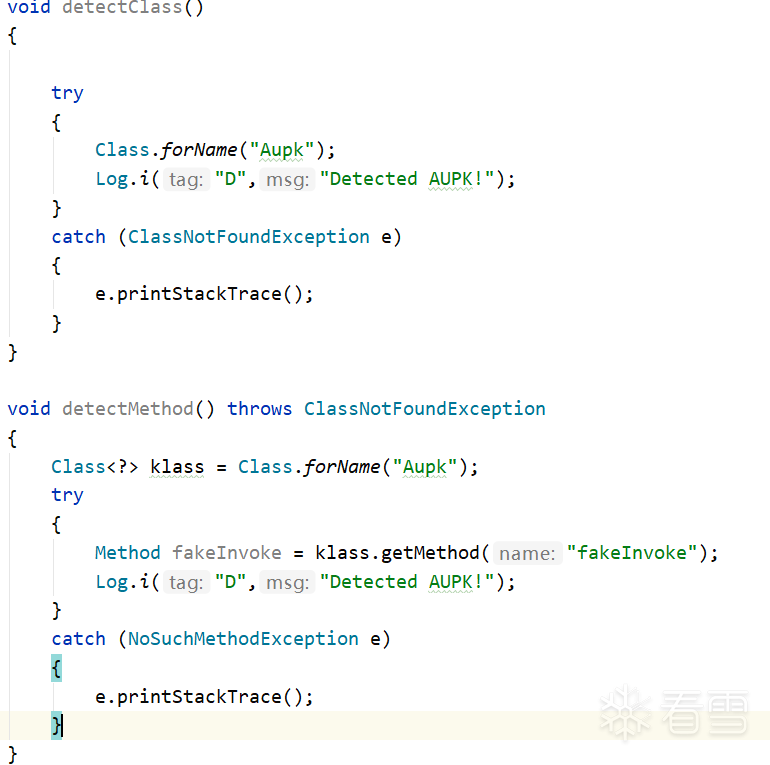 void detectClass()
{
try
{
Class.forName("Aupk");
Log.i( tag: "D", msg: "Detected AUPK!");
}
catch (ClassNotFoundException e)
{
e.printStackTrace();
}
}
void detectMethod() throws ClassNotFoundException
{
Class<?> klass = Class.forName("Aupk");
try
{
Method fakeInvoke = klass.getMethod( name: "fakeInvoke");
Log.i( tag: "D", msg: "Detected AUPK!");
}
catch (NoSuchMethodException e)
{
e.printStackTrace();
}
}
看雪